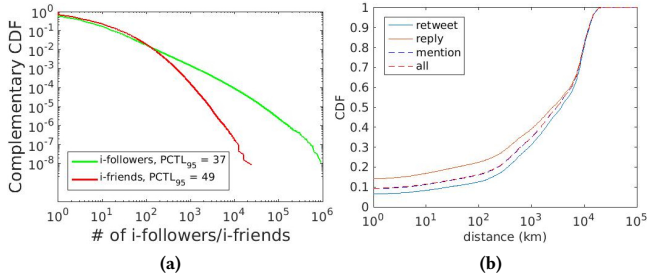 10^0
10^-1
10^-2
10^-3
10^-4
10^-5
10^-6
10^-7
10^-8
Complementary CDF
i-followers, PCTL95 = 37
i-friends, PCTL95 = 49
10^0 10^1 10^2 10^3 10^4 10^5 10^6
# of i-followers/i-friends
(a)
1
0.9
0.8
0.7
0.6
0.5
0.4
0.3
0.2
0.1
0
CDF
retweet
reply
mention
all
10^0 10^1 10^2 10^3 10^4 10^5
distance (km)
(b)